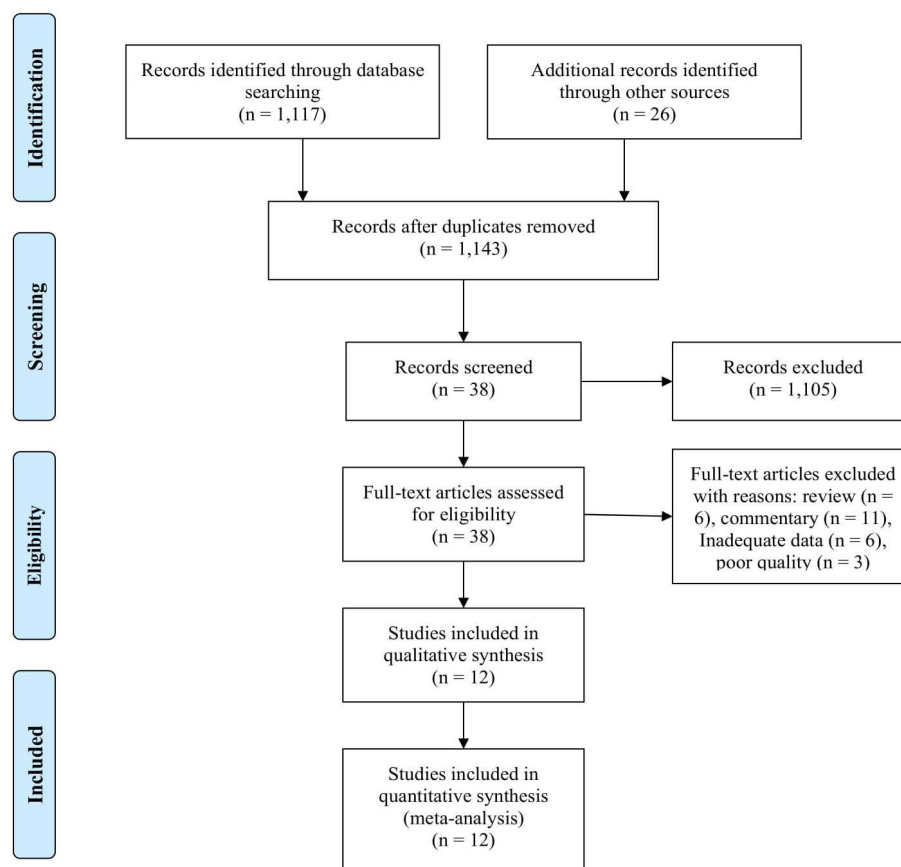 Identification
Records identified through database
searching
(n = 1,117)
Additional records identified
through other sources
(n = 26)
Records after duplicates removed
(n = 1,143)
Screening
Records screened
(n = 38)
Records excluded
(n = 1,105)
Eligibility
Full-text articles assessed
for eligibility
(n = 38)
Full-text articles excluded
with reasons: review (n =
6), commentary (n = 11),
Inadequate data (n = 6),
poor quality (n = 3)
Studies included in
qualitative synthesis
(n = 12)
Included
Studies included in
quantitative synthesis
(meta-analysis)
(n = 12)